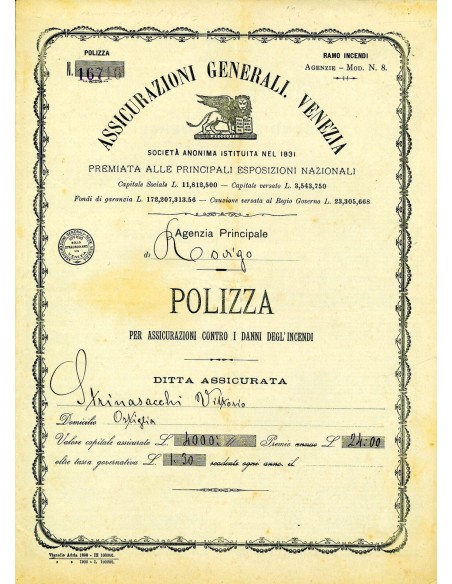 POLIZZA
RAMO INCENDI
N. 16716
AGENZIE – MOD. N. 8.
ASSICURAZIONI GENERALI. VENEZIA
SOCIETÀ ANONIMA ISTITUITA NEL 1831
PREMIATA ALLE PRINCIPALI ESPOSIZIONI NAZIONALI
Capitale Sociale L. 11,812,500 – Capitale versato L. 3,543,750
Fondi di garanzia L. 172,207,313.56 – Cauzione versata al Regio Governo L. 23,305,668
Agenzia Principale
di Rovigo
POLIZZA
PER ASSICURAZIONI CONTRO I DANNI DEGL'INCENDI
DITTA ASSICURATA
Strinasacchi Vittorio
Domicilio Ostiglia
Valore capitale assicurato L. 4000: Premio annuo L. 24:00
oltre tassa governativa L. 1.30 scadente ogni anno, il